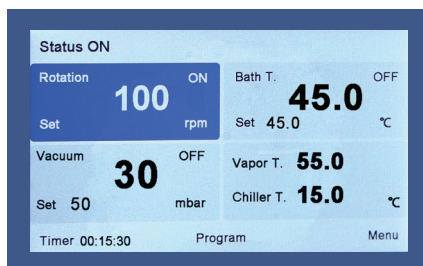 Status ON
Rotation ON
100
Set rpm
Bath T. OFF
45.0
Set 45.0 °C
Vacuum OFF
30
Set 50 mbar
Vapor T. 55.0
Chiller T. 15.0 °C
Timer 00:15:30 Program Menu